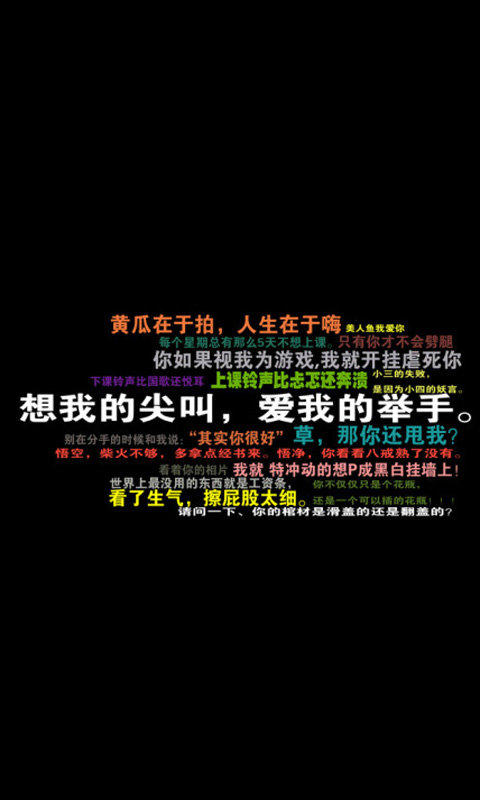 黄瓜在于拍，人生在于嗨 美人鱼我爱你
每个星期总有那么5天不想上课。只有你才不会劈腿
你如果视我为游戏,我就开挂虐死你
下课铃声比国歌还悦耳 上课铃声比忐忑还奔溃 小三的失败，
是因为小四的妖言。
想我的尖叫，爱我的举手。
别在分手的时候和我说：“其实你很好”草，那你还甩我?
悟空，柴火不够，多拿点经书来。悟净，你看看八戒熟了没有。
看着你的相片 我就 特冲动的想P成黑白挂墙上!
世界上最没用的东西就是工资条， 你不仅仅只是个花瓶，
看了生气，擦屁股太细。还是一个可以插的花瓶！！！
请问一下、你的棺材是滑盖的还是翻盖的?